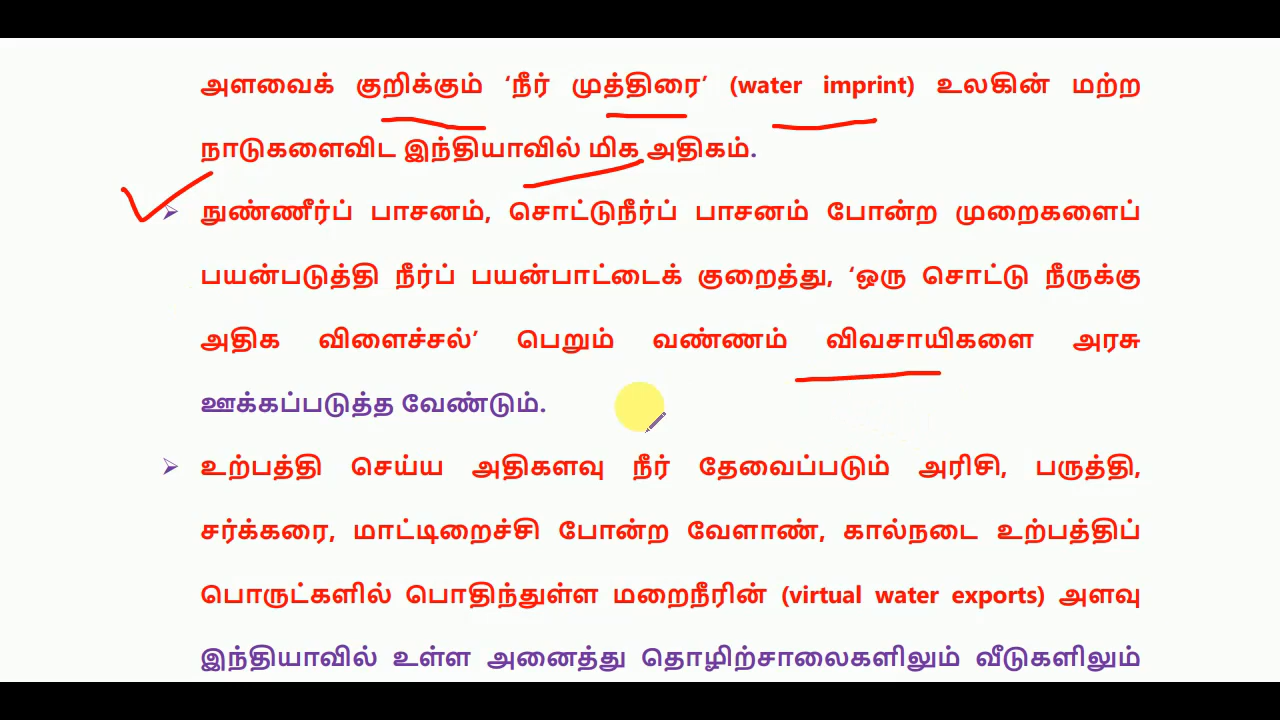 அளவைக் குறிக்கும் ‘நீர் முத்திரை’ (water imprint) உலகின் மற்ற
நாடுகளைவிட இந்தியாவில் மிக அதிகம்.
நுண்ணீர்ப் பாசனம், சொட்டுநீர்ப் பாசனம் போன்ற முறைகளைப்
பயன்படுத்தி நீர்ப் பயன்பாட்டைக் குறைத்து, ‘ஒரு சொட்டு நீருக்கு
அதிக விளைச்சல்’ பெறும் வண்ணம் விவசாயிகளை அரசு
ஊக்கப்படுத்த வேண்டும்.
உற்பத்தி செய்ய அதிகளவு நீர் தேவைப்படும் அரிசி, பருத்தி,
சர்க்கரை, மாட்டிறைச்சி போன்ற வேளாண், கால்நடை உற்பத்திப்
பொருட்களில் பொதிந்துள்ள மறைநீரின் (virtual water exports) அளவு
இந்தியாவில் உள்ள அனைத்து தொழிற்சாலைகளிலும் வீடுகளிலும்